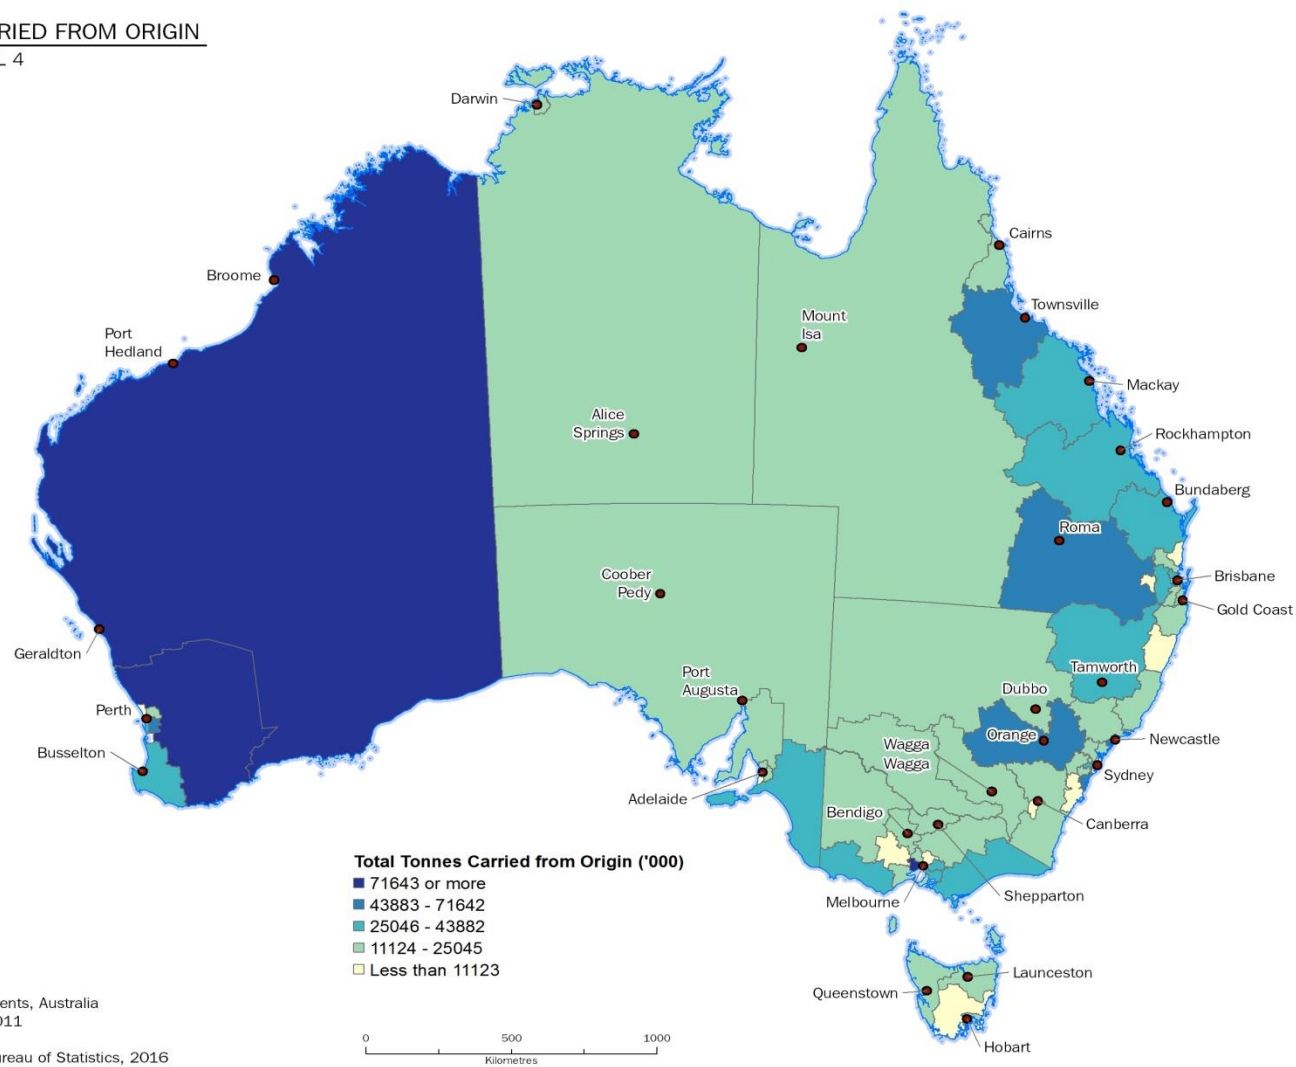 RIED FROM ORIGIN
L 4
Darwin
Cairns
Broome
Townsville
Mount
Isa
Port
Hedland
Mackay
Alice
Springs
Rockhampton
Bundaberg
Roma
Coober
Pedy
Brisbane
Gold Coast
Geraldton
Tamworth
Port
Augusta
Dubbo
Perth
Orange
Newcastle
Wagga
Wagga
Busselton
Sydney
Adelaide
Bendigo
Canberra
Total Tonnes Carried from Origin ('000)
71643 or more
43883 - 71642
25046 - 43882
11124 - 25045
Less than 11123
Shepparton
Melbourne
Launceston
Queenstown
Hobart
ents, Australia
011
ureau of Statistics, 2016
0 500 1000
Kilometres